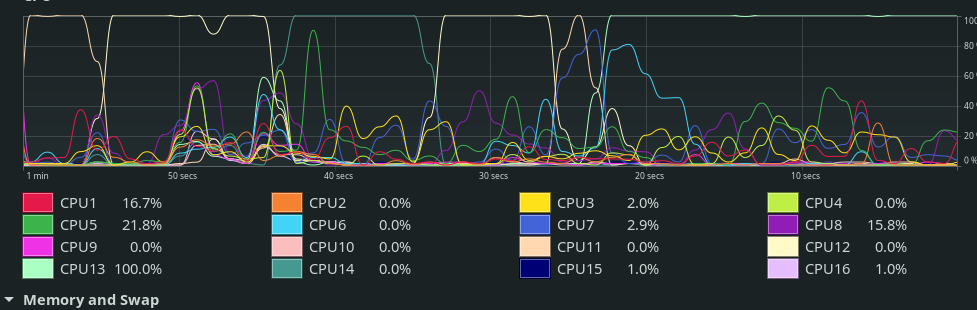 100
80
60
40
20
0 %
1 min 50 secs 40 secs 30 secs 20 secs 10 secs
CPU1 16.7% CPU2 0.0% CPU3 2.0% CPU4 0.0%
CPU5 21.8% CPU6 0.0% CPU7 2.9% CPU8 15.8%
CPU9 0.0% CPU10 0.0% CPU11 0.0% CPU12 0.0%
CPU13 100.0% CPU14 0.0% CPU15 1.0% CPU16 1.0%
Memory and Swap